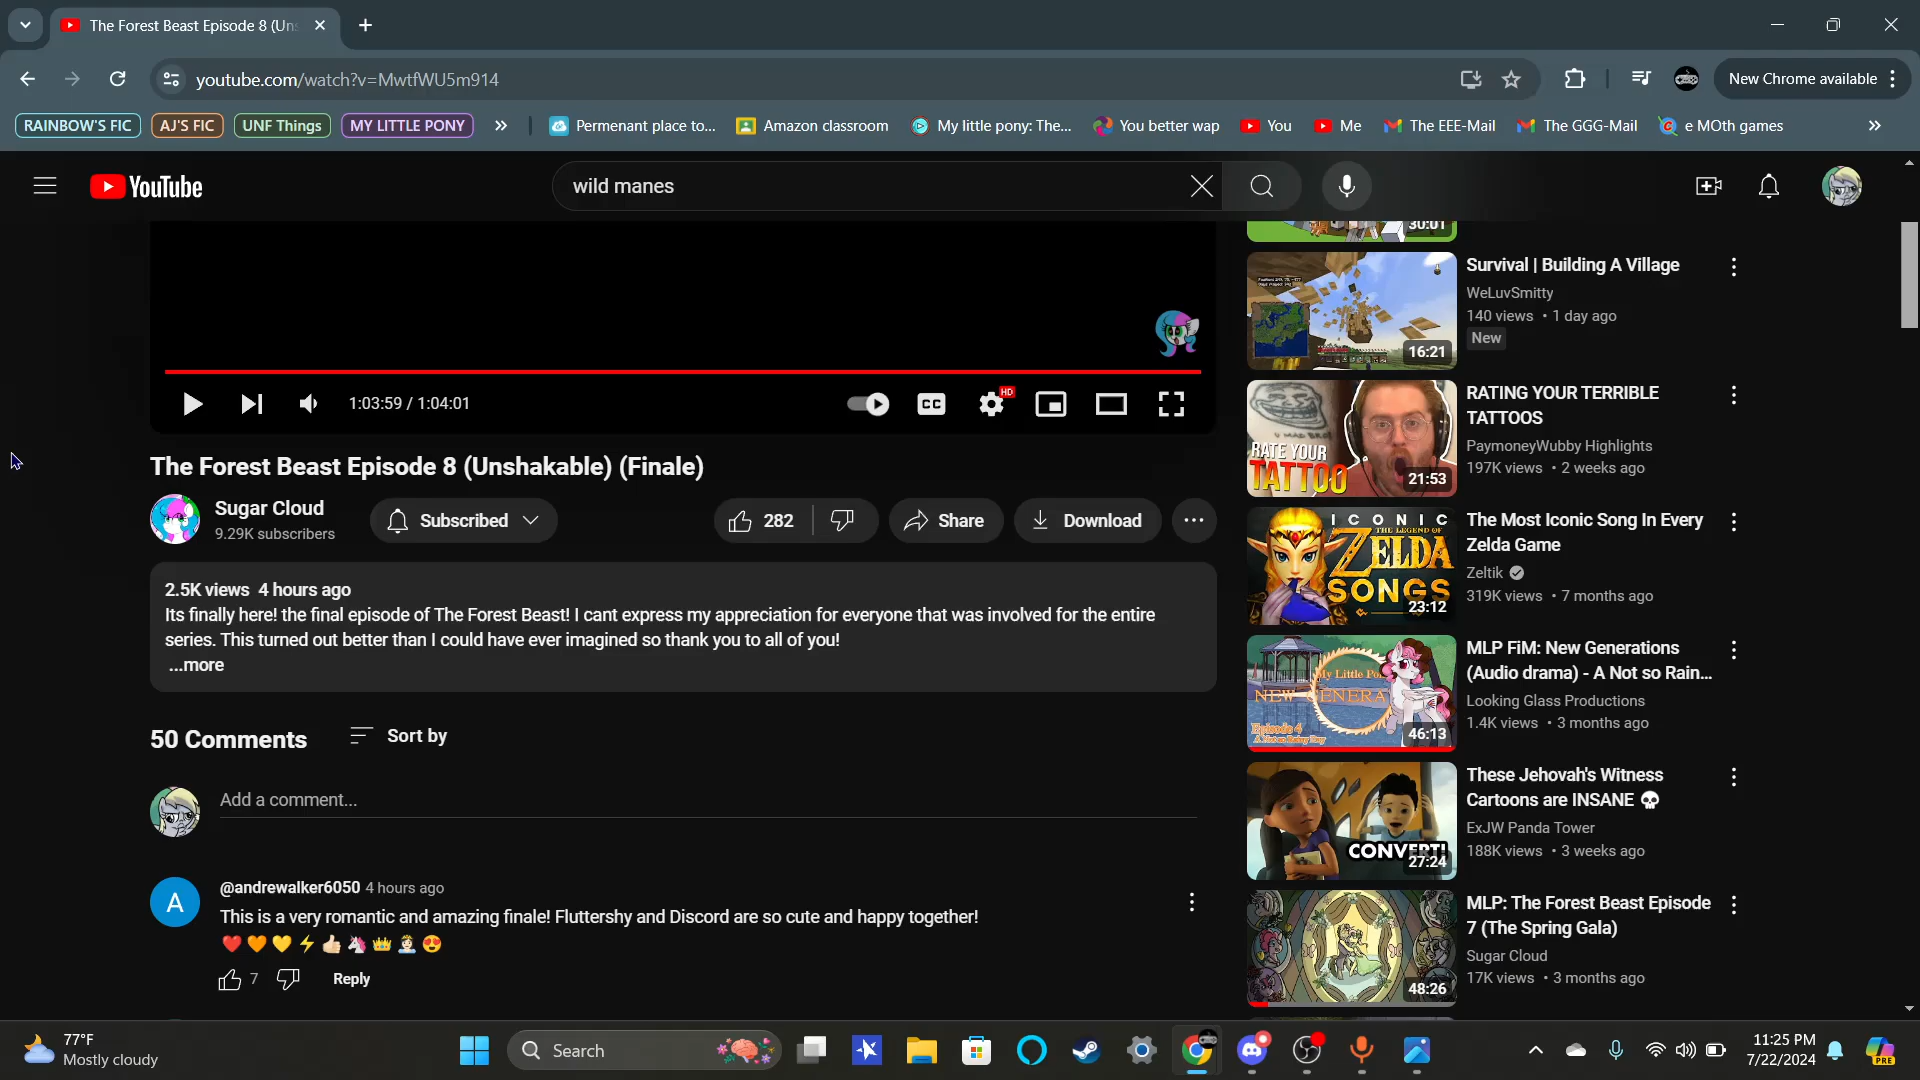 The Forest Beast Episode 8 (Uns
youtube.com/watch?v=MwtfWU5m914
New Chrome available
RAINBOW'S FIC
AJ'S FIC
UNF Things
MY LITTLE PONY
Permenant place to...
Amazon classroom
My little pony: The...
You better wap
You
Me
The EEE-Mail
The GGG-Mail
e MOth games
YouTube
wild manes
30:01
1:03:59 / 1:04:01
CC
HD
The Forest Beast Episode 8 (Unshakable) (Finale)
Sugar Cloud
9.29K subscribers
Subscribed
282
Share
Download
2.5K views 4 hours ago
Its finally here! the final episode of The Forest Beast! I cant express my appreciation for everyone that was involved for the entire
series. This turned out better than I could have ever imagined so thank you to all of you!
...more
50 Comments
Sort by
Add a comment...
A
@andrewalker6050 4 hours ago
This is a very romantic and amazing finale! Fluttershy and Discord are so cute and happy together!
❤️🧡💛⚡👍🏻🦄👑👸🏻😍
7
Reply
16:21
Survival | Building A Village
WeLuvSmitty
140 views • 1 day ago
New
RATE YOUR
TATTOO
21:53
RATING YOUR TERRIBLE
TATTOOS
PaymoneyWubby Highlights
197K views • 2 weeks ago
ICONIC
THE LEGEND OF
ZELDA
SONGS
23:12
The Most Iconic Song In Every
Zelda Game
Zeltik
319K views • 7 months ago
My Little Po
NEW GENERA
Episode 4
46:13
MLP FiM: New Generations
(Audio drama) - A Not so Rain...
Looking Glass Productions
1.4K views • 3 months ago
CONVERT!
27:24
These Jehovah's Witness
Cartoons are INSANE 💀
ExJW Panda Tower
188K views • 3 weeks ago
48:26
MLP: The Forest Beast Episode
7 (The Spring Gala)
Sugar Cloud
17K views • 3 months ago
77°F
Mostly cloudy
Search
11:25 PM
7/22/2024
PRE